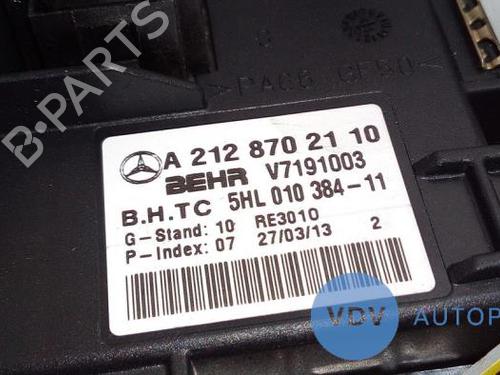 >PA66 GF30<
A 212 870 21 10
BEHR V7191003
B.H.TC 5HL 010 384-11
G-Stand: 10 RE3010
P-Index: 07 27/03/13 2
B-PARTS
VDV AUTOP